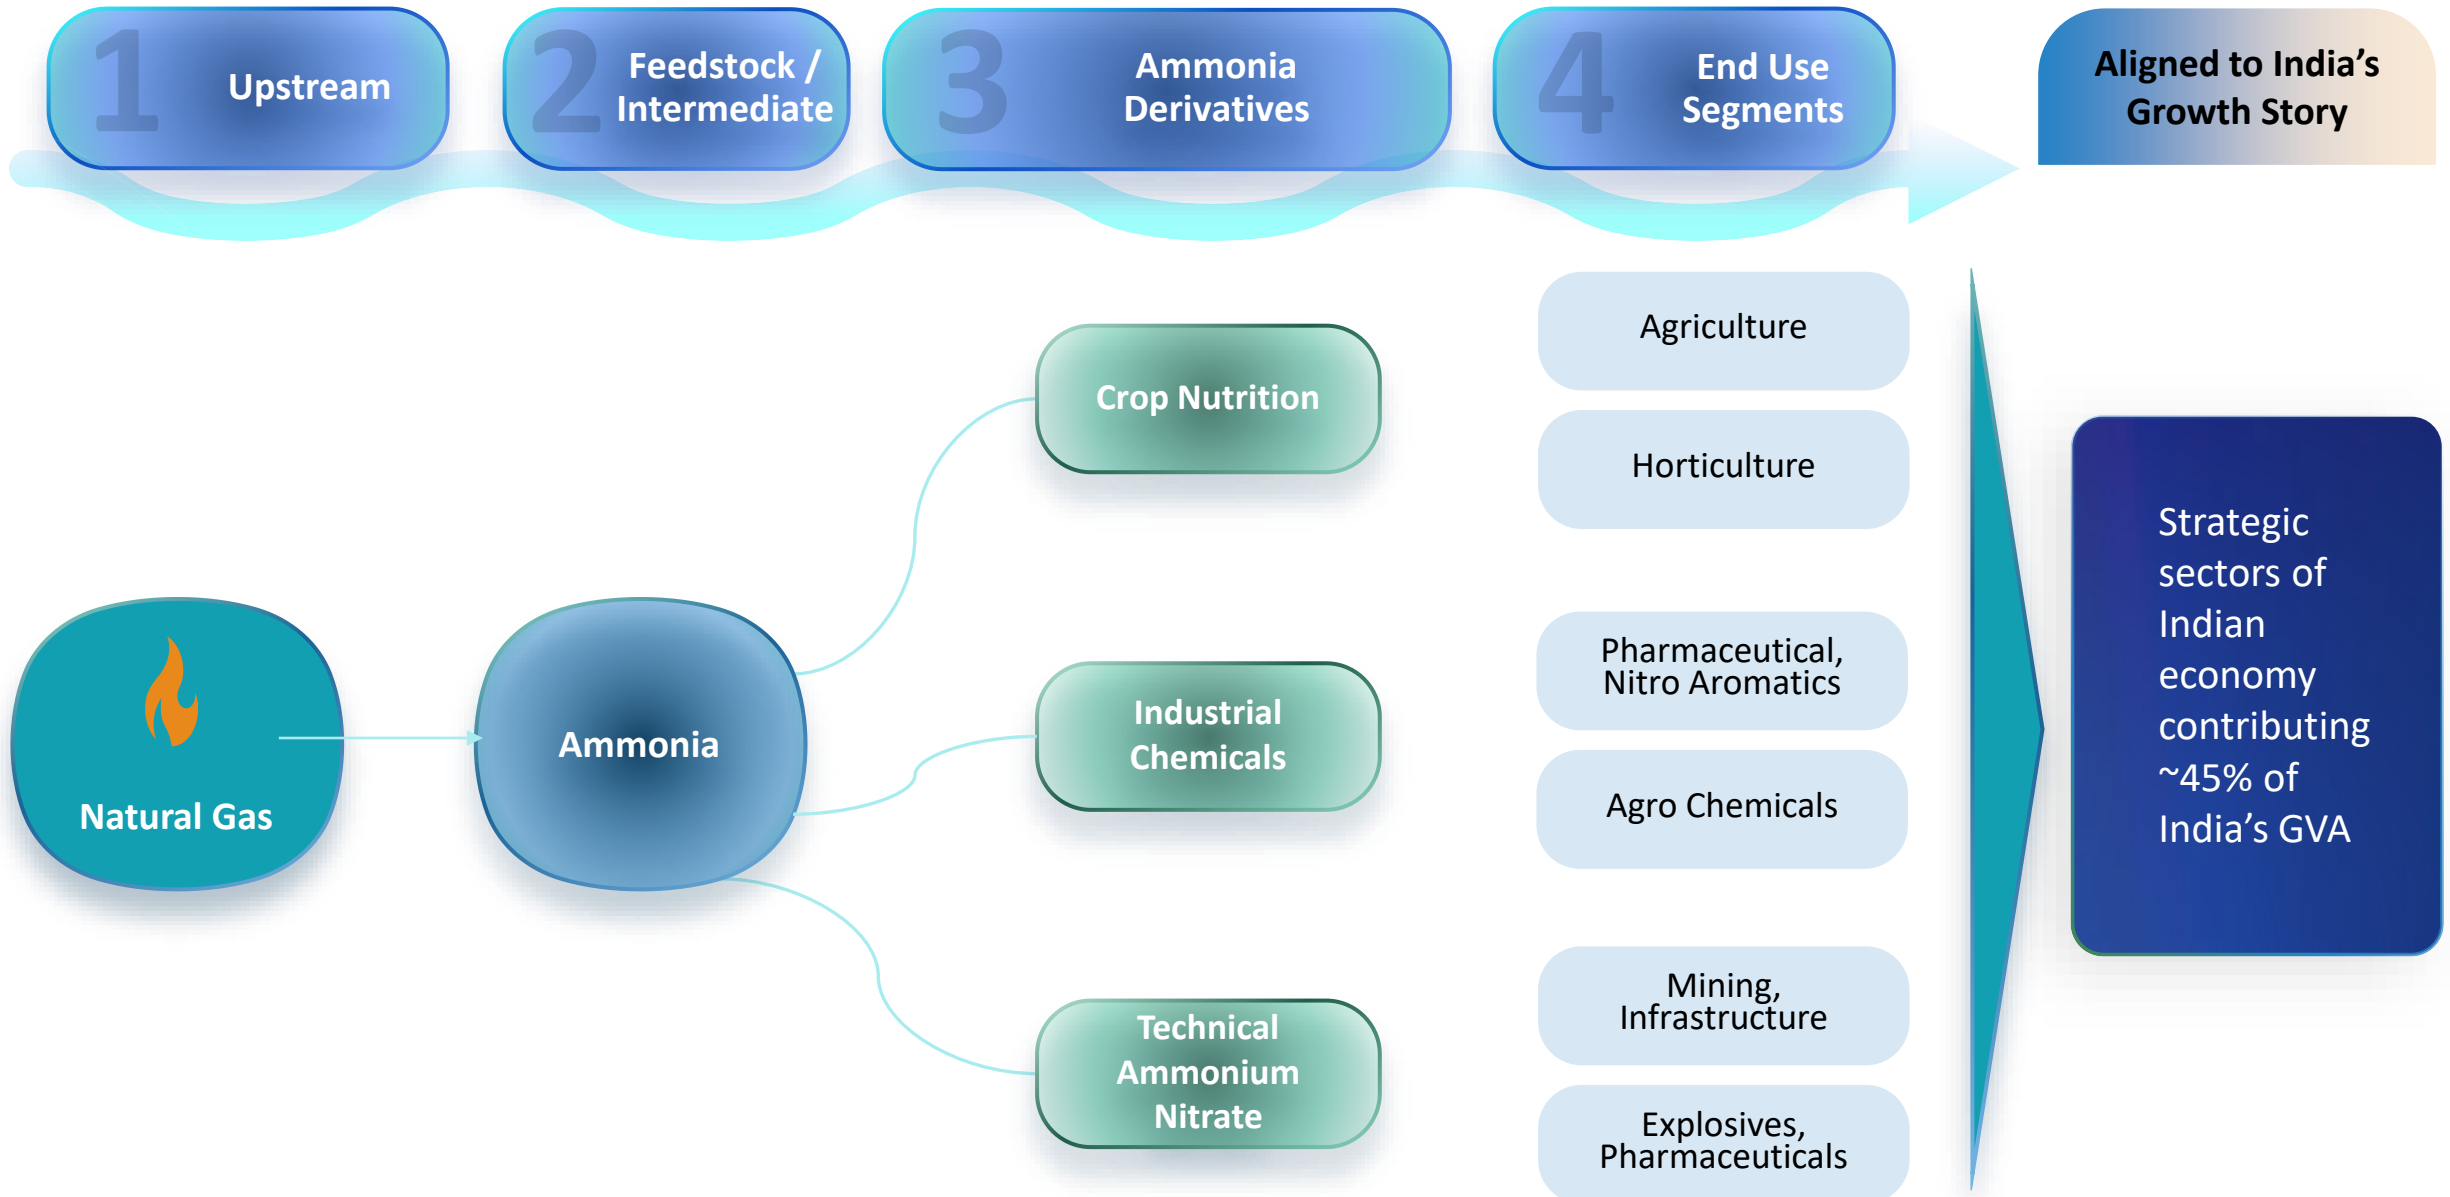 1
Upstream
2
Feedstock /
Intermediate
3
Ammonia
Derivatives
4
End Use
Segments
Aligned to India’s
Growth Story
Natural Gas
Ammonia
Crop Nutrition
Industrial
Chemicals
Technical
Ammonium
Nitrate
Agriculture
Horticulture
Pharmaceutical,
Nitro Aromatics
Agro Chemicals
Mining,
Infrastructure
Explosives,
Pharmaceuticals
Strategic
sectors of
Indian
economy
contributing
~45% of
India’s GVA